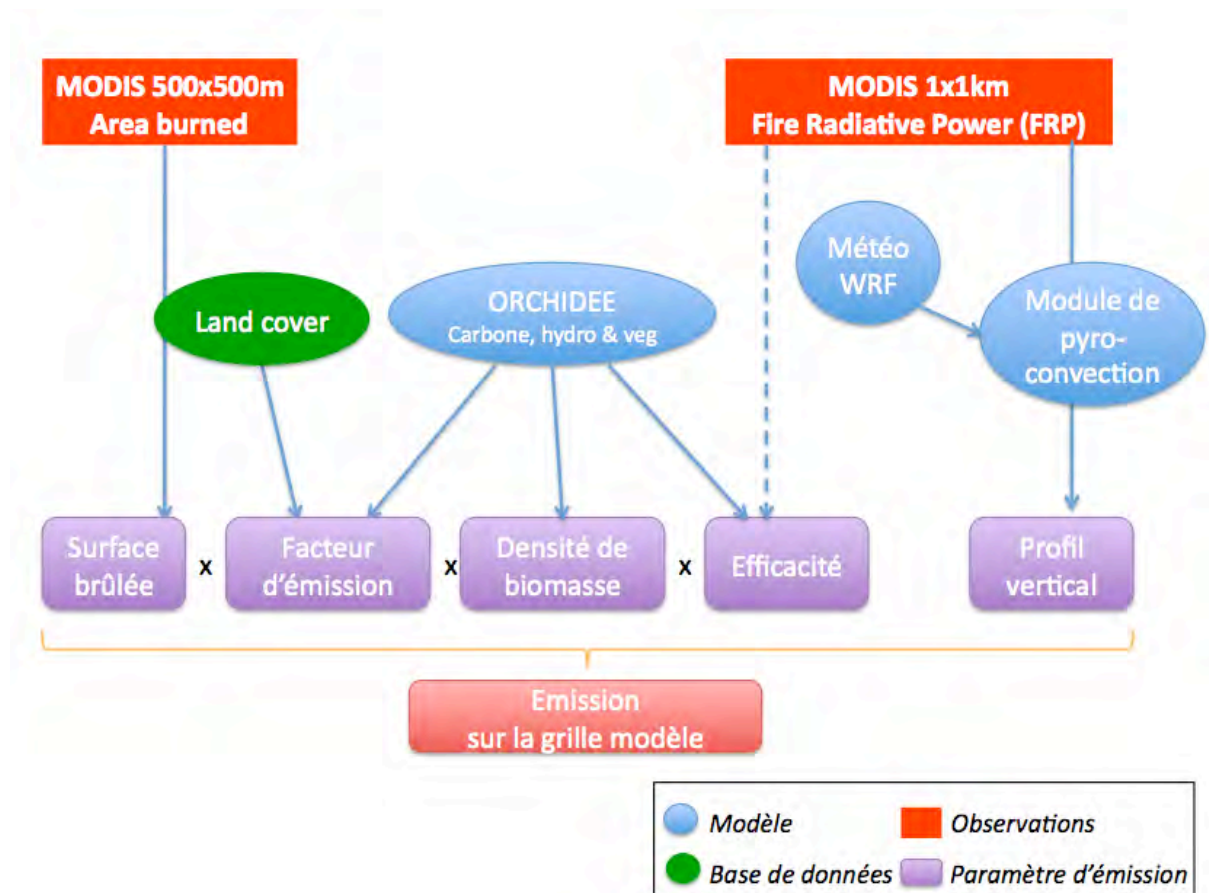 MODIS 500x500m
Area burned
MODIS 1x1km
Fire Radiative Power (FRP)
Météo
WRF
Land cover
ORCHIDEE
Carbone, hydro & veg
Module de
pyro-
convection
Surface
brûlée
x
Facteur
d'émission
x
Densité de
biomasse
x
Efficacité
Profil
vertical
Emission
sur la grille modèle
Modèle
Observations
Base de données
Paramètre d'émission